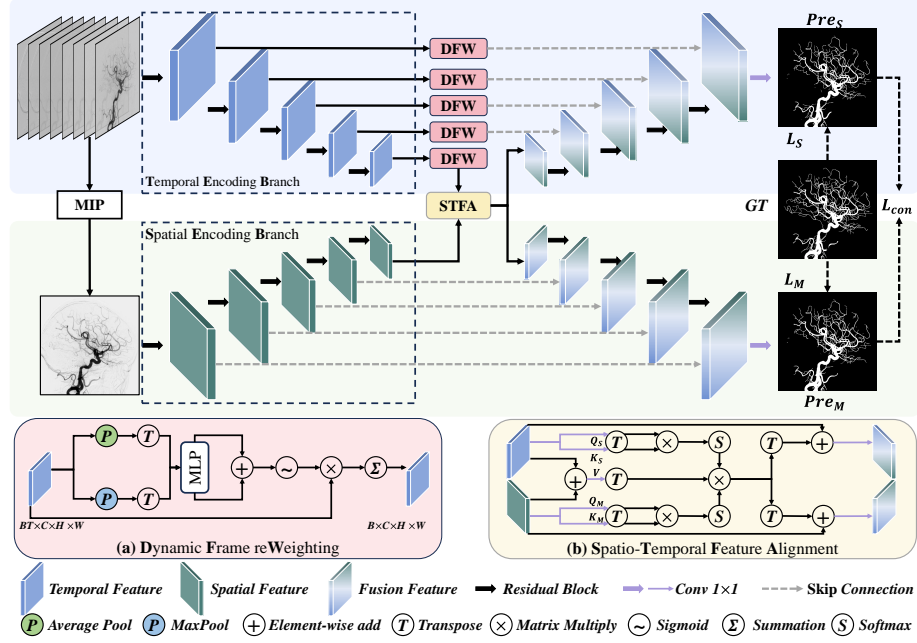 Pre_S
DFW
DFW
DFW
DFW
DFW
Temporal Encoding Branch
L_S
MIP
STFA
GT
L_con
Spatial Encoding Branch
L_M
Pre_M
P
T
MLP
+
~
×
Σ
P
T
BT×C×H×W
B×C×H×W
(a) Dynamic Frame reWeighting
Q_S
K_S
T
×
S
T
+
+
V
T
×
Q_M
K_M
T
×
S
T
+
(b) Spatio-Temporal Feature Alignment
Temporal Feature
Spatial Feature
Fusion Feature
Residual Block
Conv 1×1
Skip Connection
P Average Pool
P MaxPool
+ Element-wise add
T Transpose
× Matrix Multiply
~ Sigmoid
Σ Summation
S Softmax